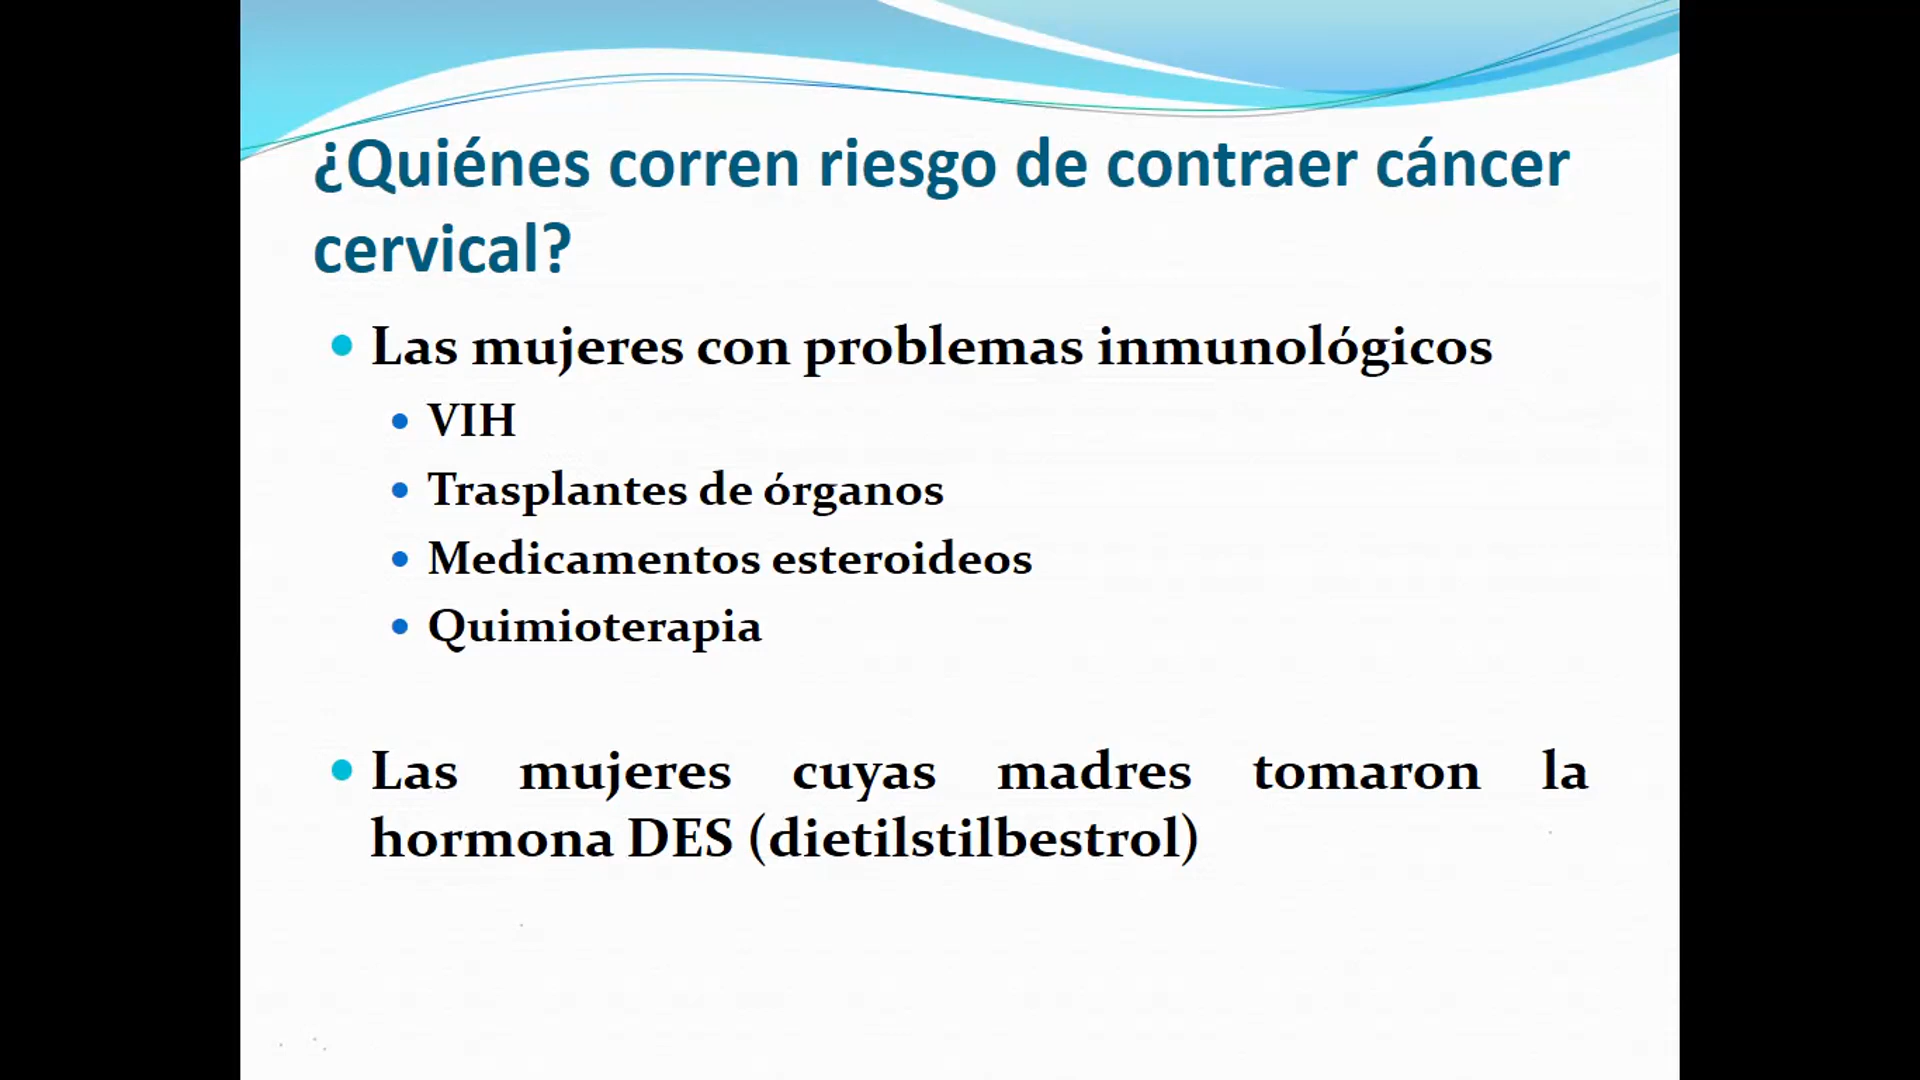 ¿Quiénes corren riesgo de contraer cáncer
cervical?
Las mujeres con problemas inmunológicos
VIH
Trasplantes de órganos
Medicamentos esteroideos
Quimioterapia
Las mujeres cuyas madres tomaron la
hormona DES (dietilstilbestrol)